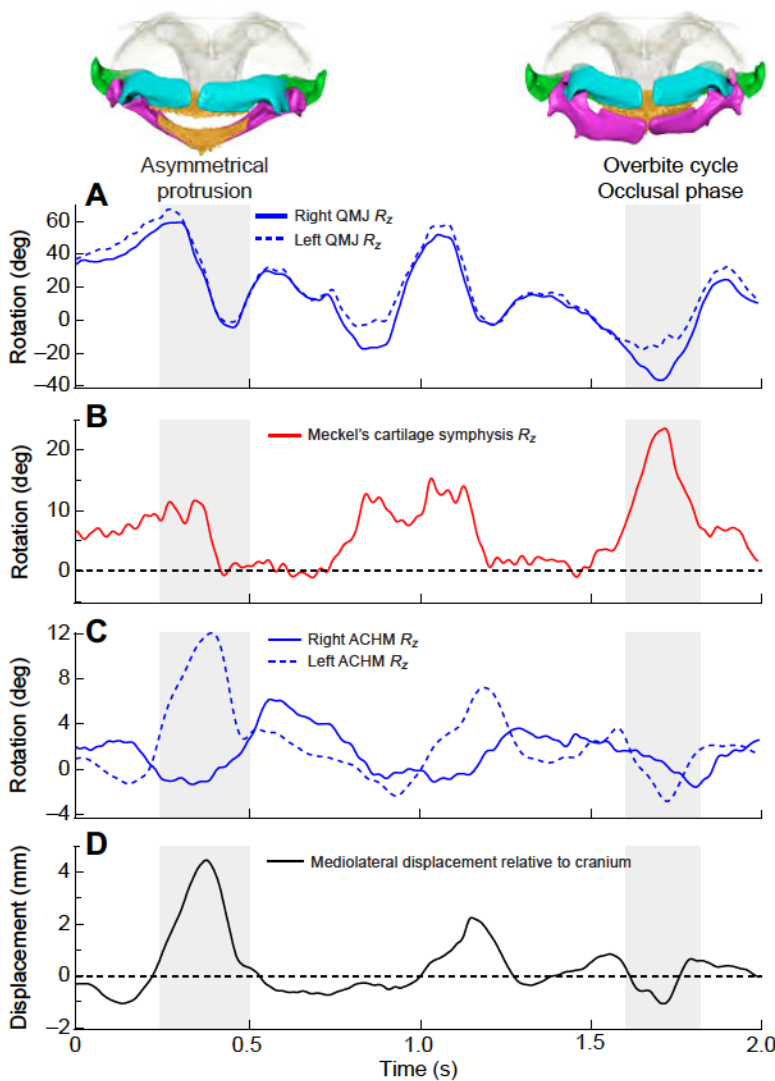 Asymmetrical
protrusion
Overbite cycle
Occlusal phase
A
Right QMJ Rz
Left QMJ Rz
Rotation (deg)
60
40
20
0
–20
–40
B
Meckel's cartilage symphysis Rz
Rotation (deg)
20
10
0
C
Right ACHM Rz
Left ACHM Rz
Rotation (deg)
12
8
4
0
–4
D
Mediolateral displacement relative to cranium
Displacement (mm)
4
2
0
–2
0 0.5 1.0 1.5 2.0
Time (s)